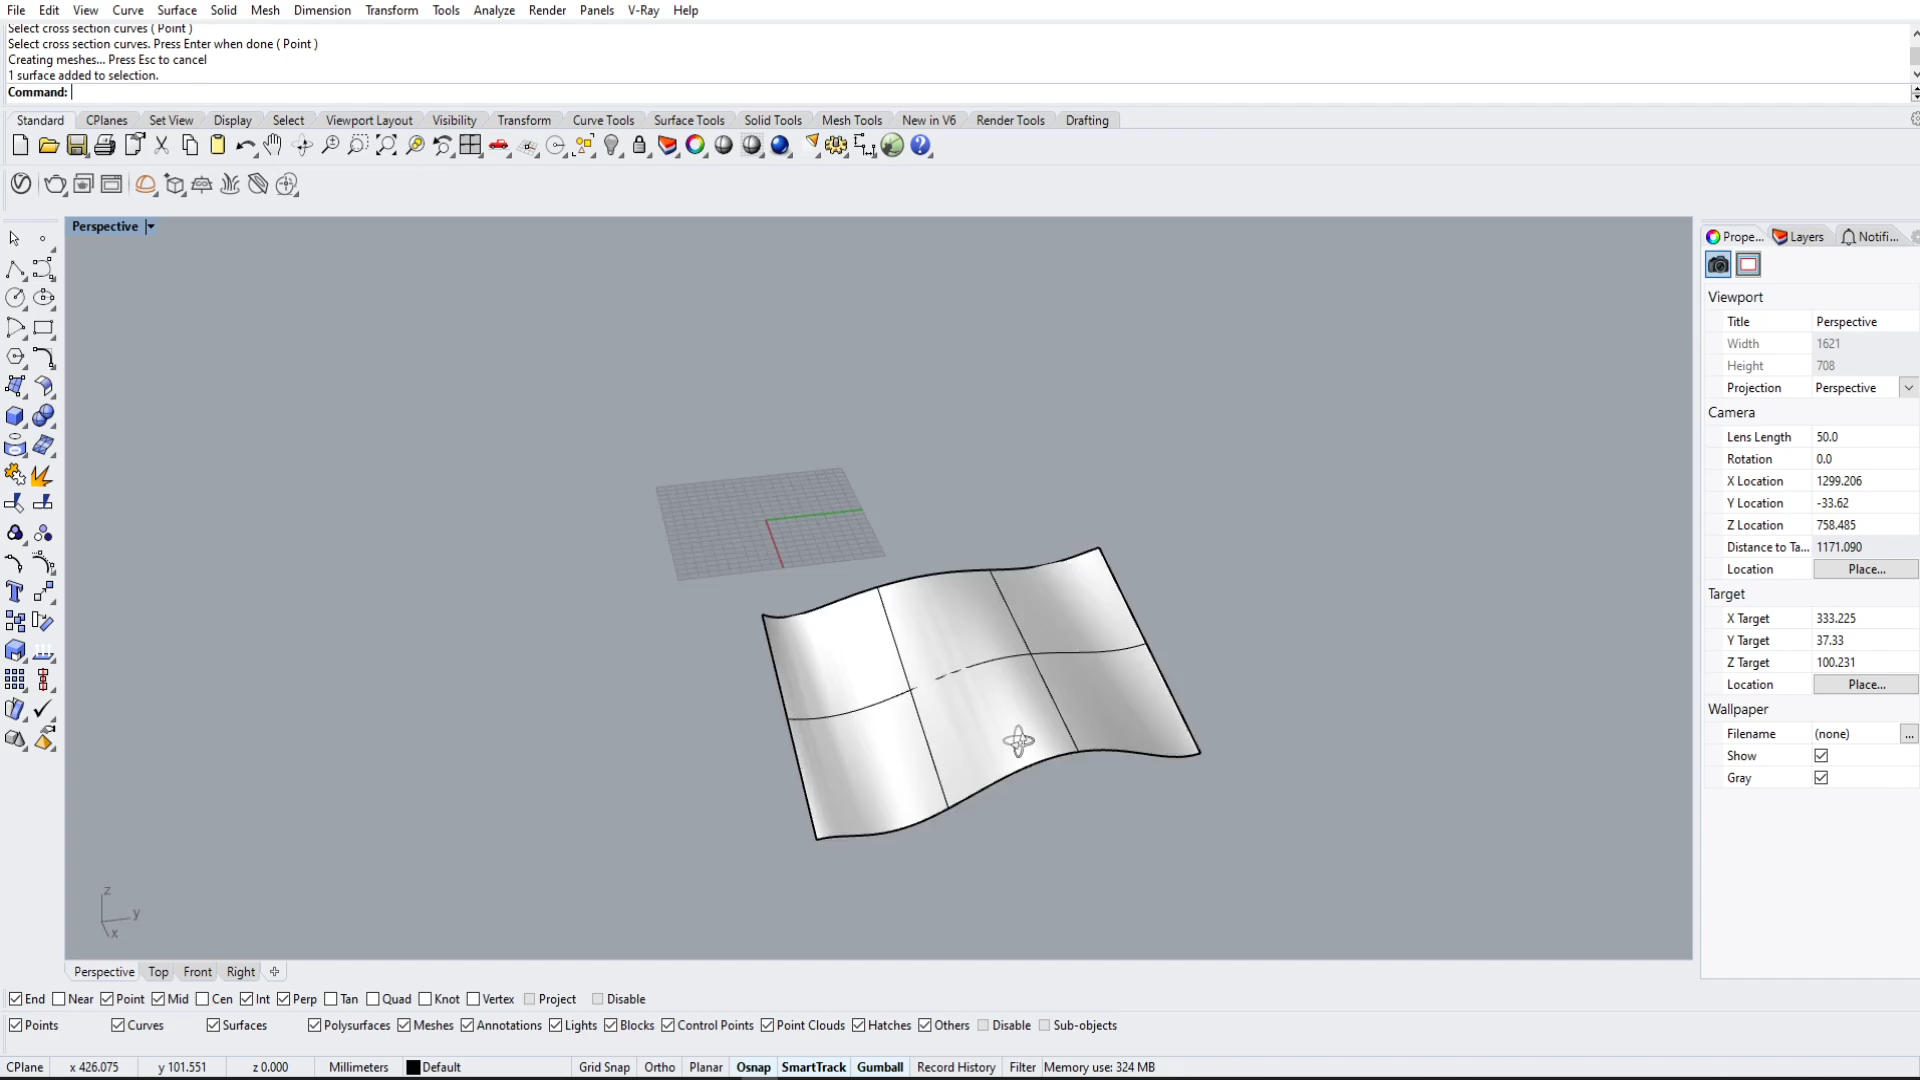 File Edit View Curve Surface Solid Mesh Dimension Transform Tools Analyze Render Panels V-Ray Help
Select cross section curves ( Point )
Select cross section curves. Press Enter when done ( Point )
Creating meshes... Press Esc to cancel
1 surface added to selection.
Command:
Standard CPlanes Set View Display Select Viewport Layout Visibility Transform Curve Tools Surface Tools Solid Tools Mesh Tools New in V6 Render Tools Drafting
Perspective
Prope... Layers Notifi...
Viewport
Title Perspective
Width 1621
Height 708
Projection Perspective
Camera
Lens Length 50.0
Rotation 0.0
X Location 1299.206
Y Location -33.62
Z Location 758.485
Distance to Ta... 1171.090
Location Place...
Target
X Target 333.225
Y Target 37.33
Z Target 100.231
Location Place...
Wallpaper
Filename (none) ...
Show
Gray
z
y
x
Perspective Top Front Right
End Near Point Mid Cen Int Perp Tan Quad Knot Vertex Project Disable
Points Curves Surfaces Polysurfaces Meshes Annotations Lights Blocks Control Points Point Clouds Hatches Others Disable Sub-objects
CPlane x 426.075 y 101.551 z 0.000 Millimeters Default Grid Snap Ortho Planar Osnap SmartTrack Gumball Record History Filter Memory use: 324 MB